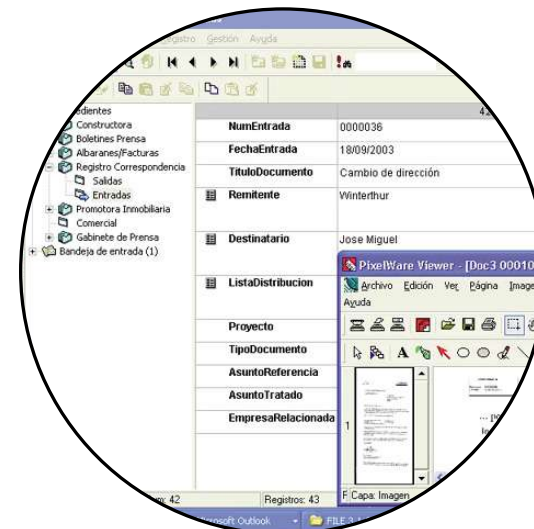 Gestión Ayuda
42
edientes
Constructora
Boletines Prensa
Albaranes/Facturas
Registro Correspondencia
Salidas
Entradas
Promotora Inmobiliaria
Comercial
Gabinete de Prensa
Bandeja de entrada (1)
NumEntrada 0000036
FechaEntrada 18/09/2003
TituloDocumento Cambio de dirección
Remitente Winterthur
Destinatario Jose Miguel
ListaDistribucion
Proyecto
TipoDocumento
AsuntoReferencia
AsuntoTratado
EmpresaRelacionada
PixelWare Viewer - [Doc3 00010
Archivo Edición Ver Página Image
Ayuda
A
1
F Capa: Imagen
um: 42 Registros: 43
rosoft Outlook FILE 3